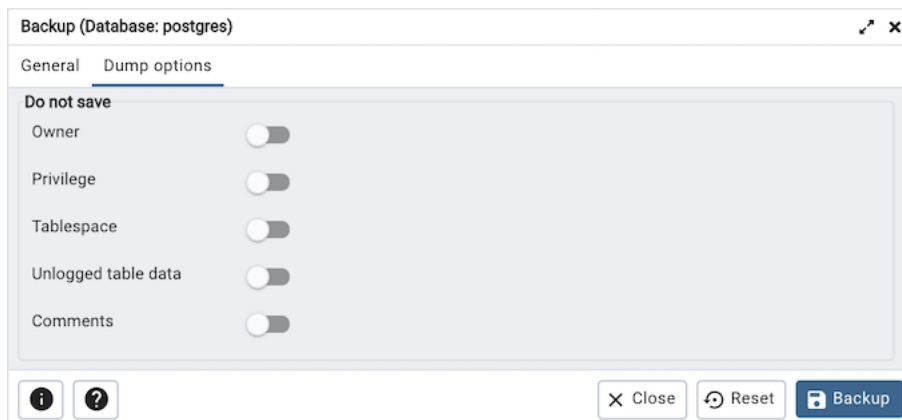 Backup (Database: postgres)
General Dump options
Do not save
Owner
Privilege
Tablespace
Unlogged table data
Comments
Close Reset Backup